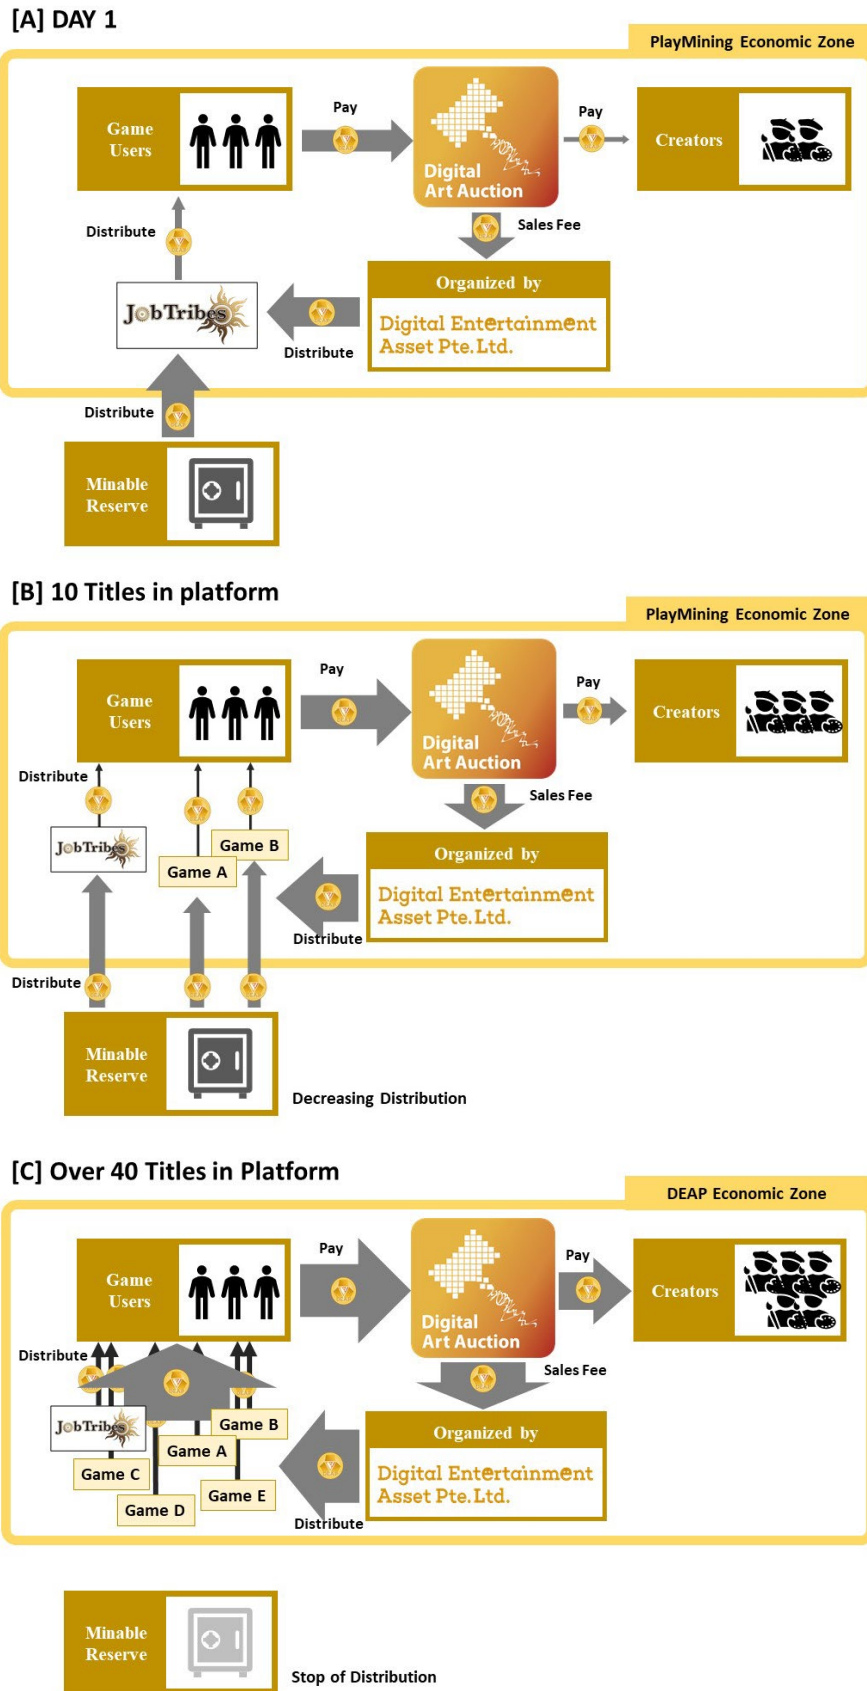 [A] DAY 1
PlayMining Economic Zone
Game
Users
Pay
Digital
Art Auction
Pay
Creators
Distribute
Sales Fee
JobTribes
Distribute
Organized by
Digital Entertainment
Asset Pte.Ltd.
Distribute
Minable
Reserve
[B] 10 Titles in platform
PlayMining Economic Zone
Game
Users
Pay
Digital
Art Auction
Pay
Creators
Distribute
Sales Fee
JobTribes
Game A
Game B
Organized by
Digital Entertainment
Asset Pte.Ltd.
Distribute
Distribute
Minable
Reserve
Decreasing Distribution
[C] Over 40 Titles in Platform
DEAP Economic Zone
Game
Users
Pay
Digital
Art Auction
Pay
Creators
Distribute
Sales Fee
JobTribes
Game B
Game A
Game C
Game E
Game D
Organized by
Digital Entertainment
Asset Pte.Ltd.
Distribute
Minable
Reserve
Stop of Distribution